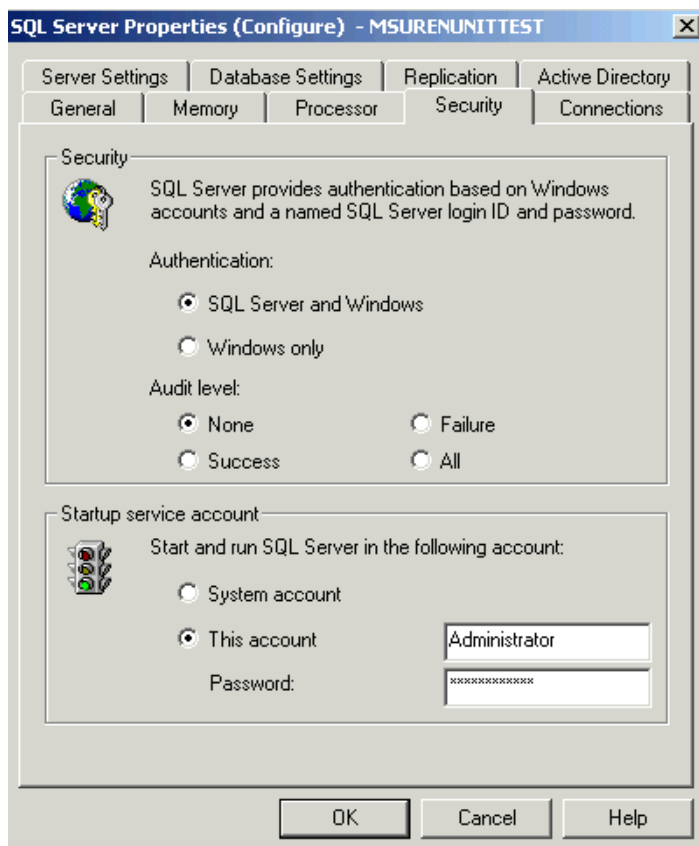 SQL Server Properties (Configure) - MSURENUNITTEST
Server Settings
Database Settings
Replication
Active Directory
General
Memory
Processor
Security
Connections
Security
SQL Server provides authentication based on Windows
accounts and a named SQL Server login ID and password.
Authentication:
SQL Server and Windows
Windows only
Audit level:
None
Failure
Success
All
Startup service account
Start and run SQL Server in the following account:
System account
This account
Administrator
Password:
************
OK
Cancel
Help